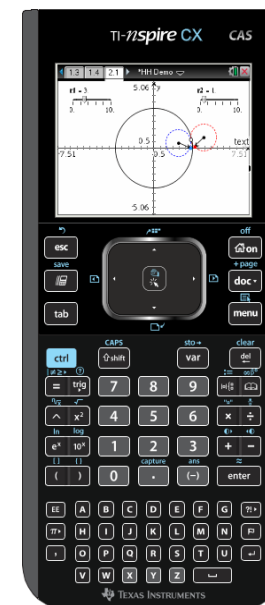 TI-nspire CX CAS
1.3 1.4 2.1 *HH Demo
r1 = 3 5.06 y r2 = 1.
0. 10. 0. 10.
0.5 text
-7.51 0.5 7.51
-5.06
off
esc on
save +page
doc
tab menu
CAPS sto→ clear
ctrl shift var del
= trig 7 8 9
^ x² 4 5 6 × ÷
ln log
eˣ 10ˣ 1 2 3 + −
[ ] { } capture ans ≈
( ) 0 . (−) enter
EE A B C D E F G ?!
π H I J K L M N
, O P Q R S T U
V W X Y Z
TEXAS INSTRUMENTS